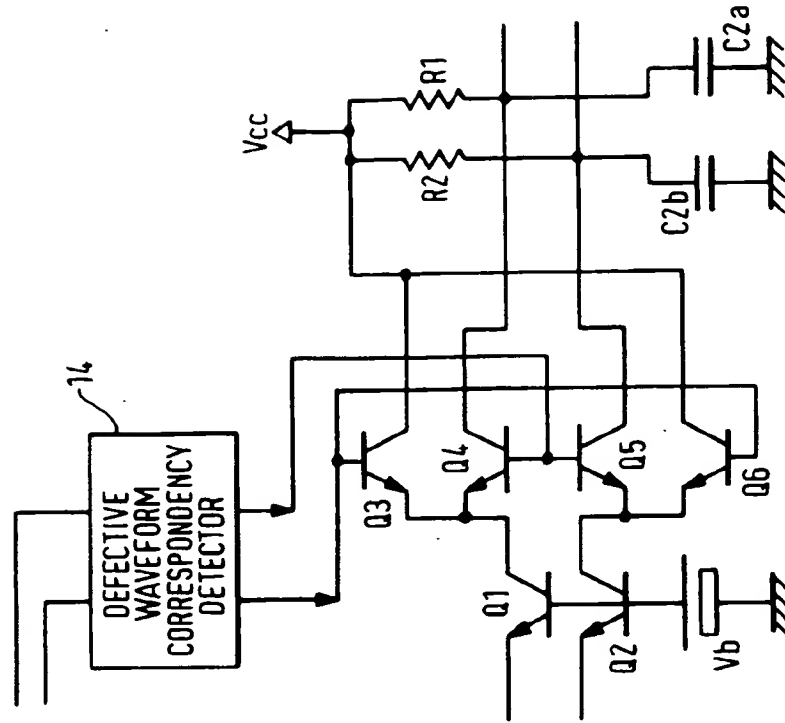 14
DEFECTIVE
WAVEFORM
CORRESPONDENCY
DETECTOR
Vcc
R2
R1
Q3
Q4
Q5
Q6
Q1
Q2
Vb
C2b
C2a